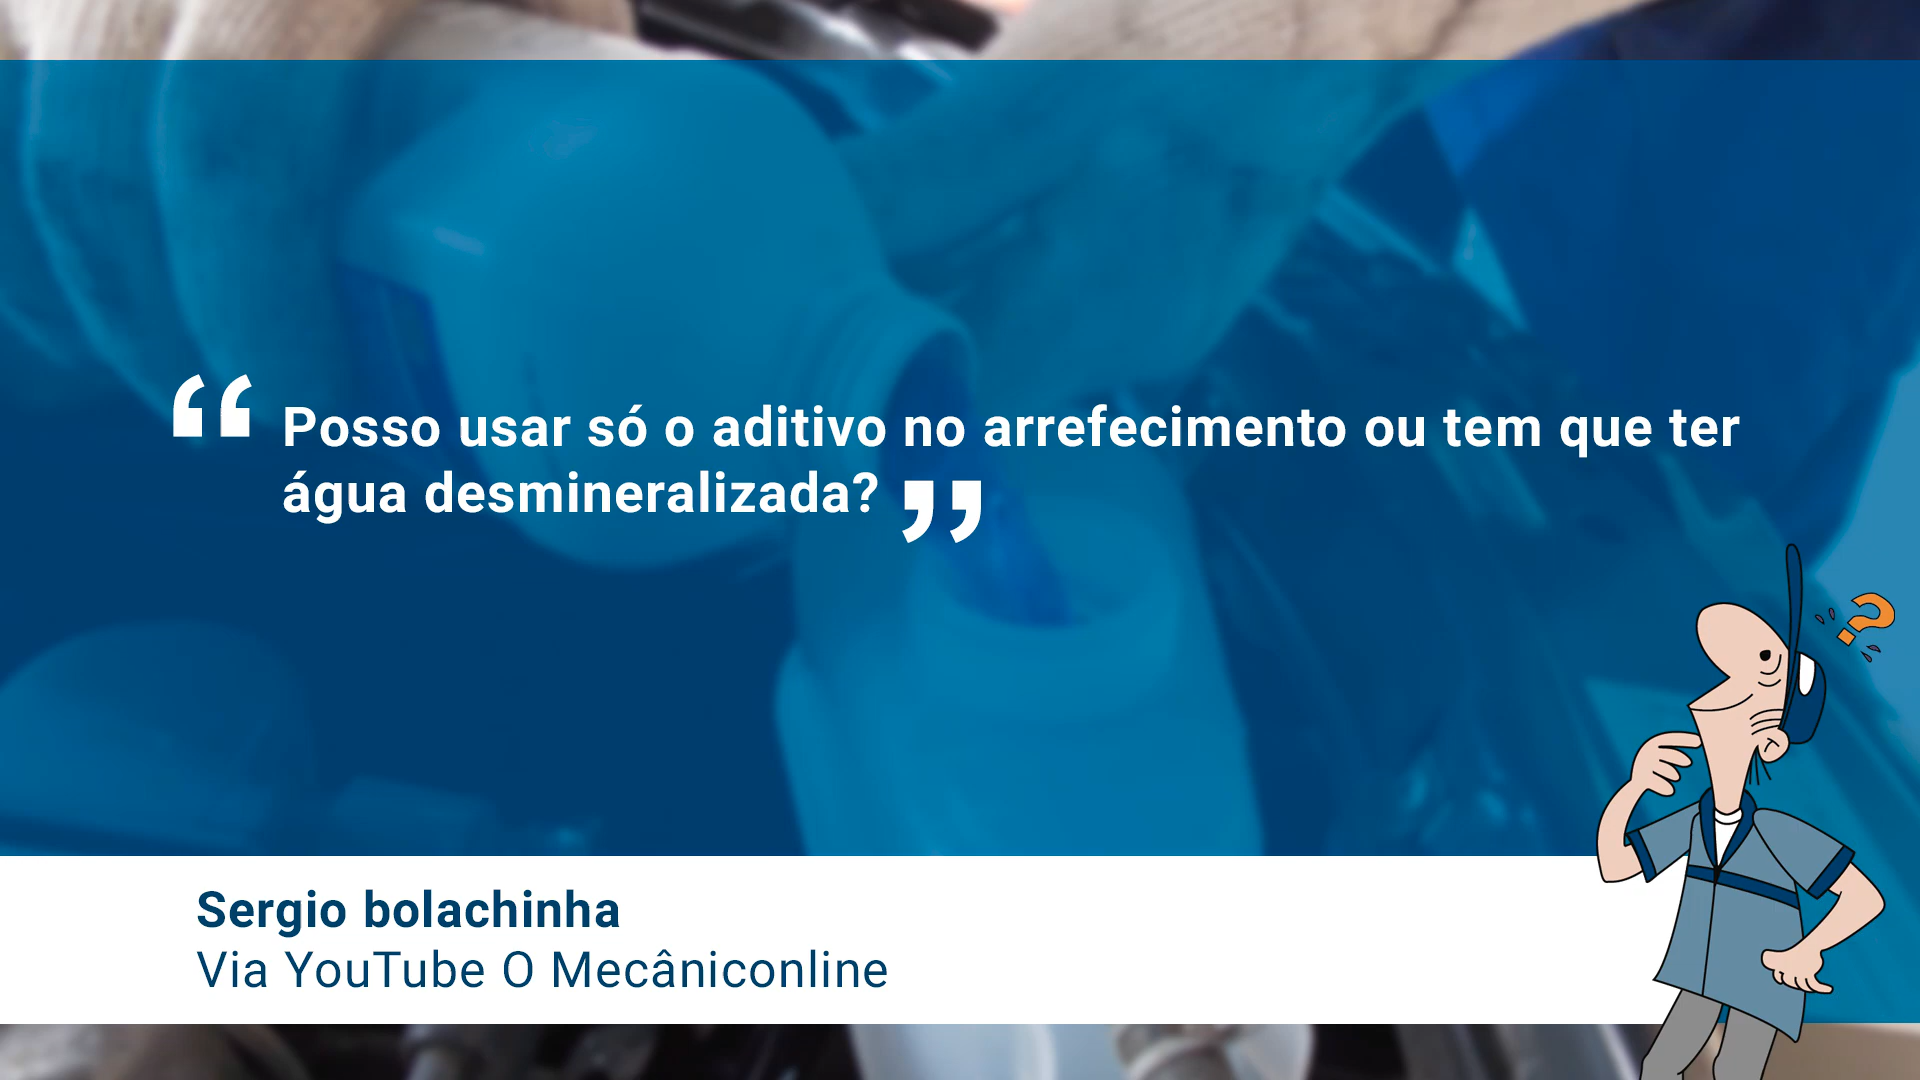 “ Posso usar só o aditivo no arrefecimento ou tem que ter
água desmineralizada? ”
?
Sergio bolachinha
Via YouTube O Mecâniconline